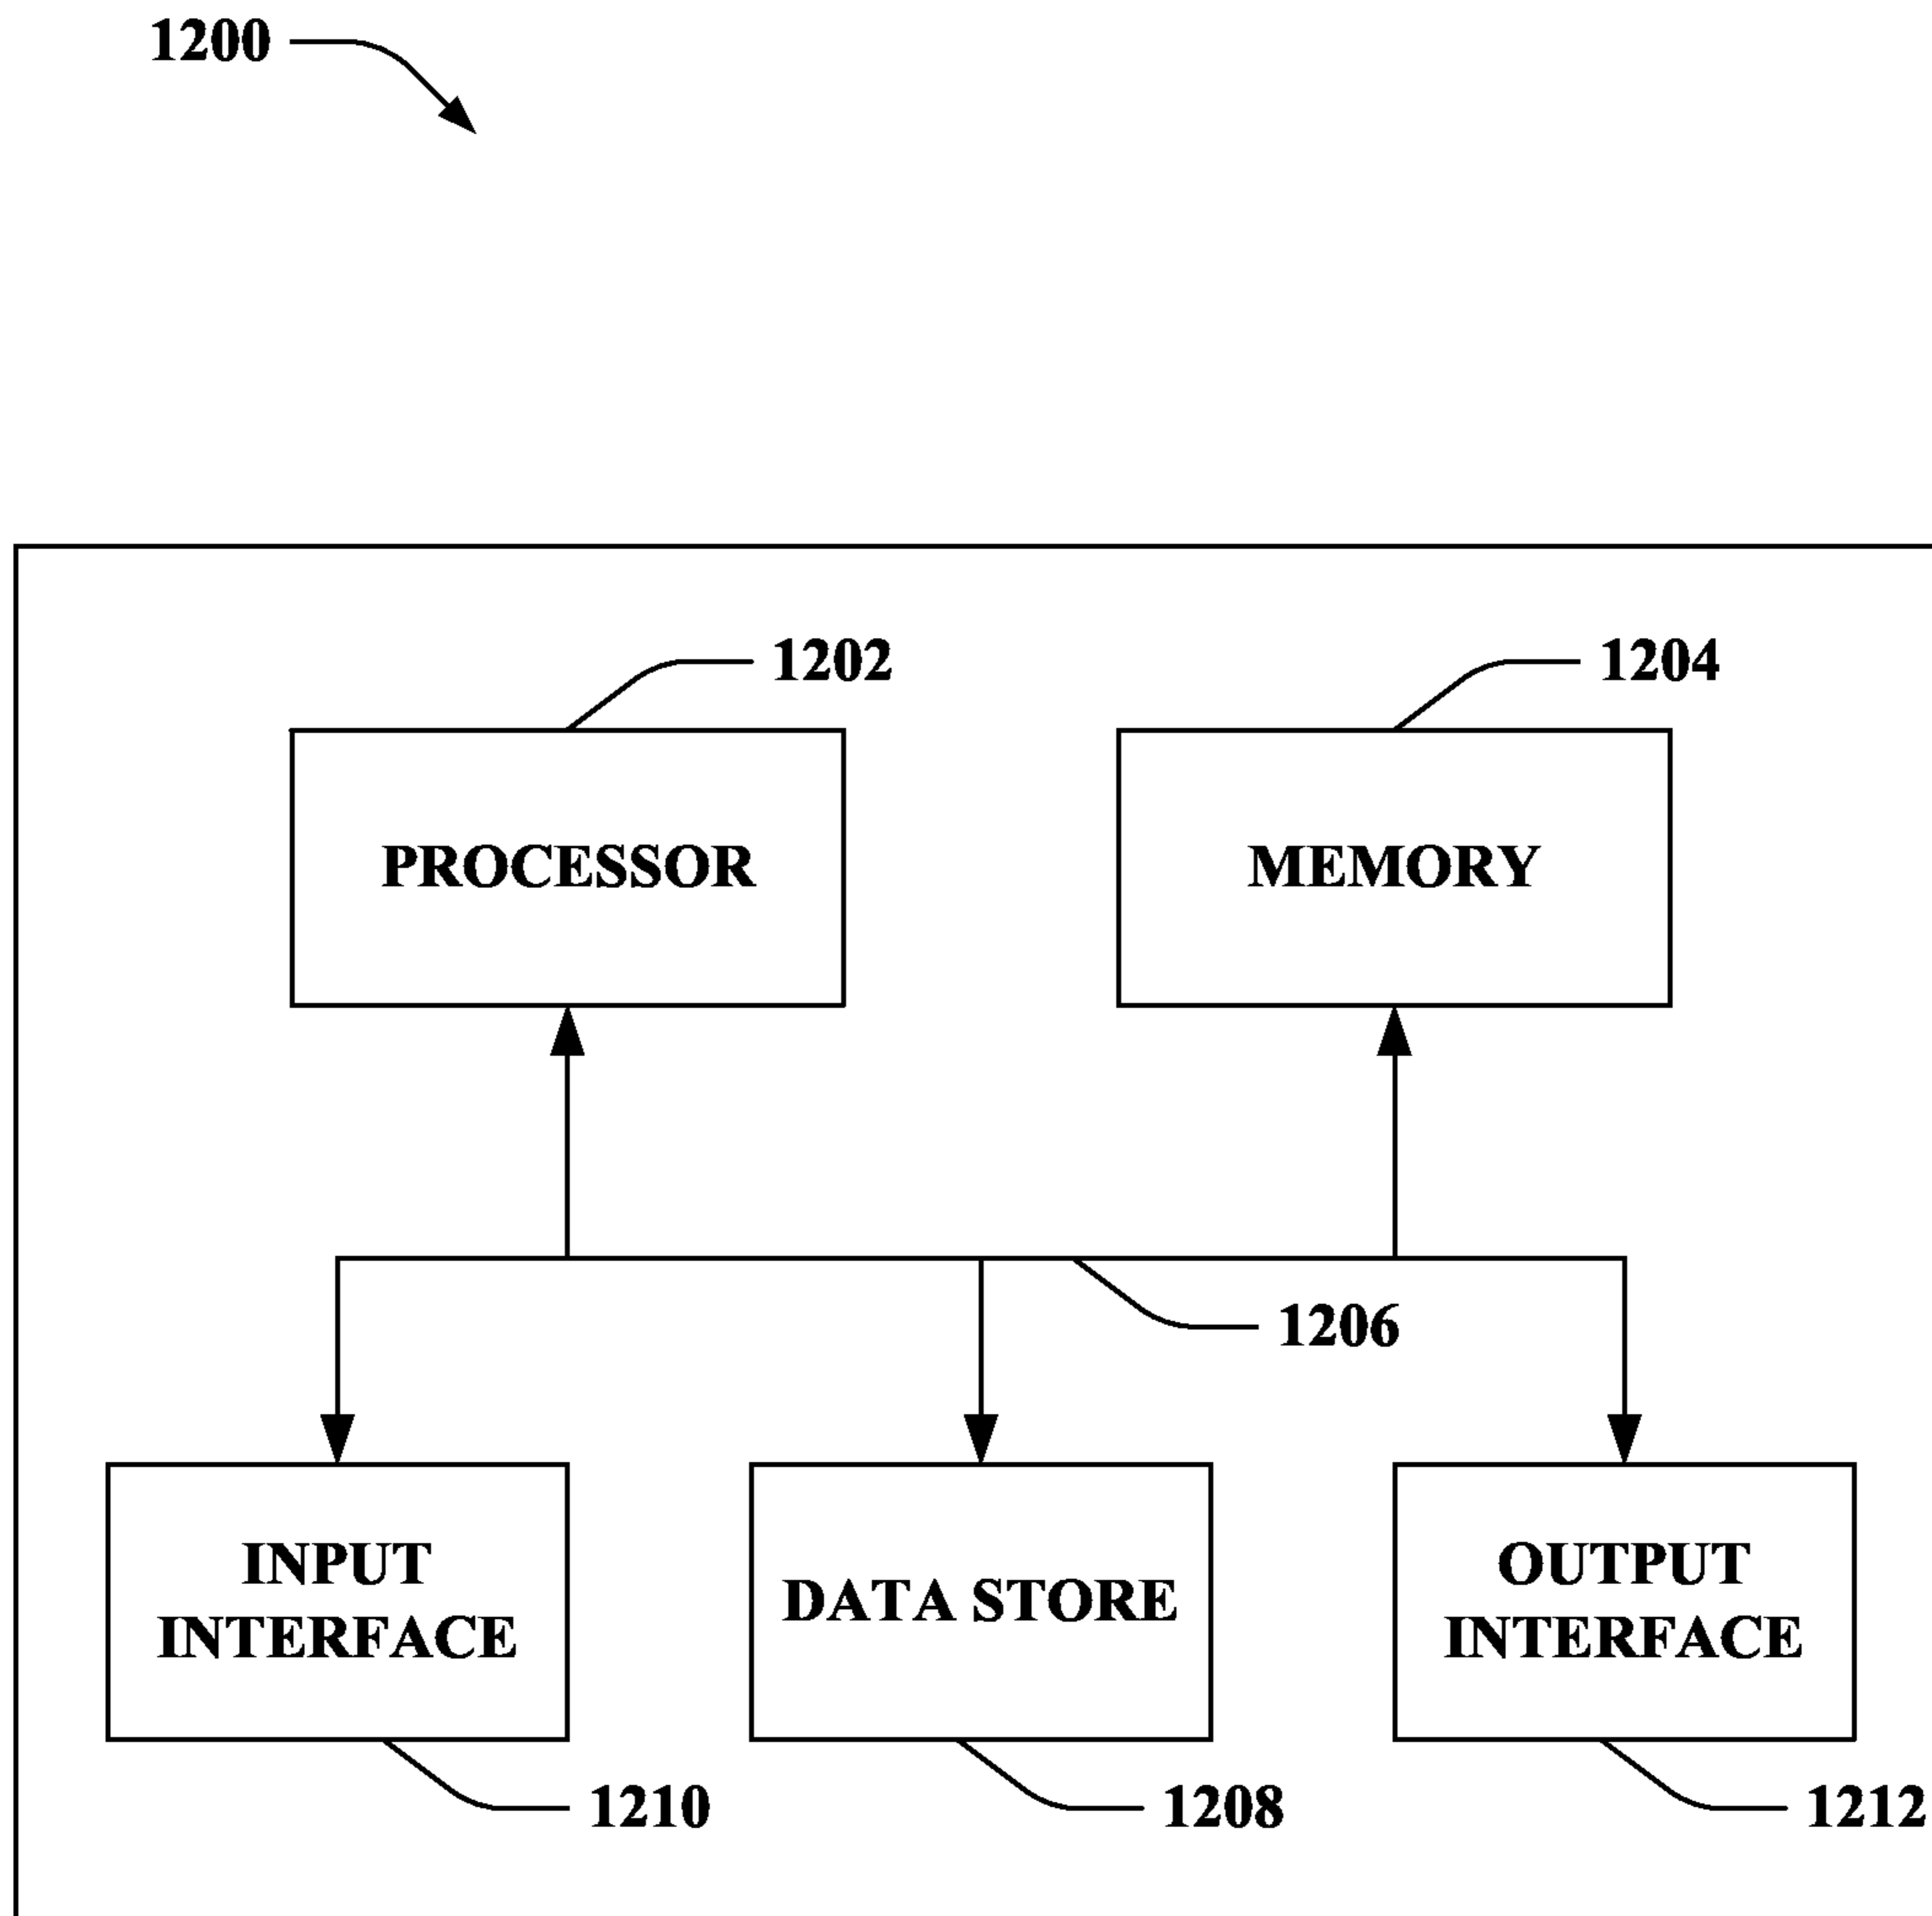 1200
1202
1204
PROCESSOR
MEMORY
1206
INPUT
INTERFACE
DATA STORE
OUTPUT
INTERFACE
1210
1208
1212